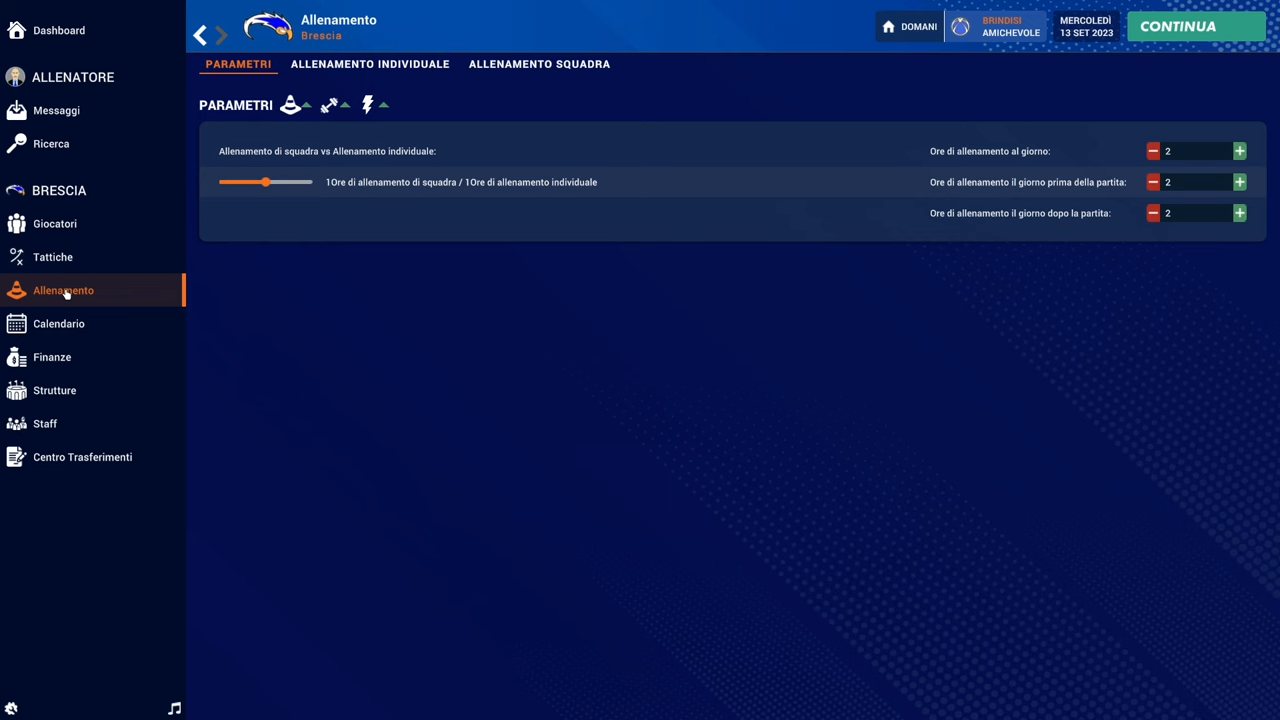 Dashboard
ALLENATORE
Messaggi
Ricerca
BRESCIA
Giocatori
Tattiche
Allenamento
Calendario
Finanze
Strutture
Staff
Centro Trasferimenti
Allenamento
Brescia
DOMANI
BRINDISI
AMICHEVOLE
MERCOLEDÌ
13 SET 2023
CONTINUA
PARAMETRI
ALLENAMENTO INDIVIDUALE
ALLENAMENTO SQUADRA
PARAMETRI
Allenamento di squadra vs Allenamento individuale:
1Ore di allenamento di squadra / 1Ore di allenamento individuale
Ore di allenamento al giorno:
2
Ore di allenamento il giorno prima della partita:
2
Ore di allenamento il giorno dopo la partita:
2